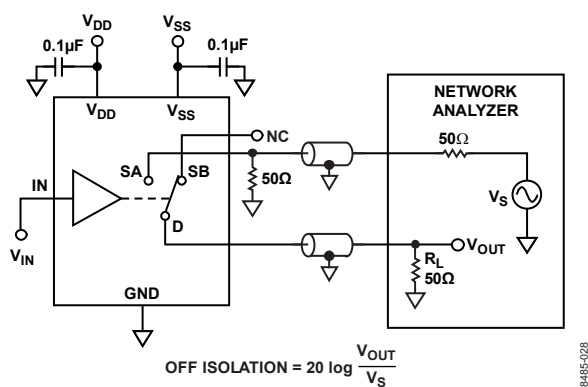 VDD
VSS
0.1µF
0.1µF
VDD
VSS
NETWORK
ANALYZER
NC
50Ω
SA
SB
50Ω
IN
VS
D
VOUT
VIN
RL
50Ω
GND
OFF ISOLATION = 20 log VOUT
VS
8486-028